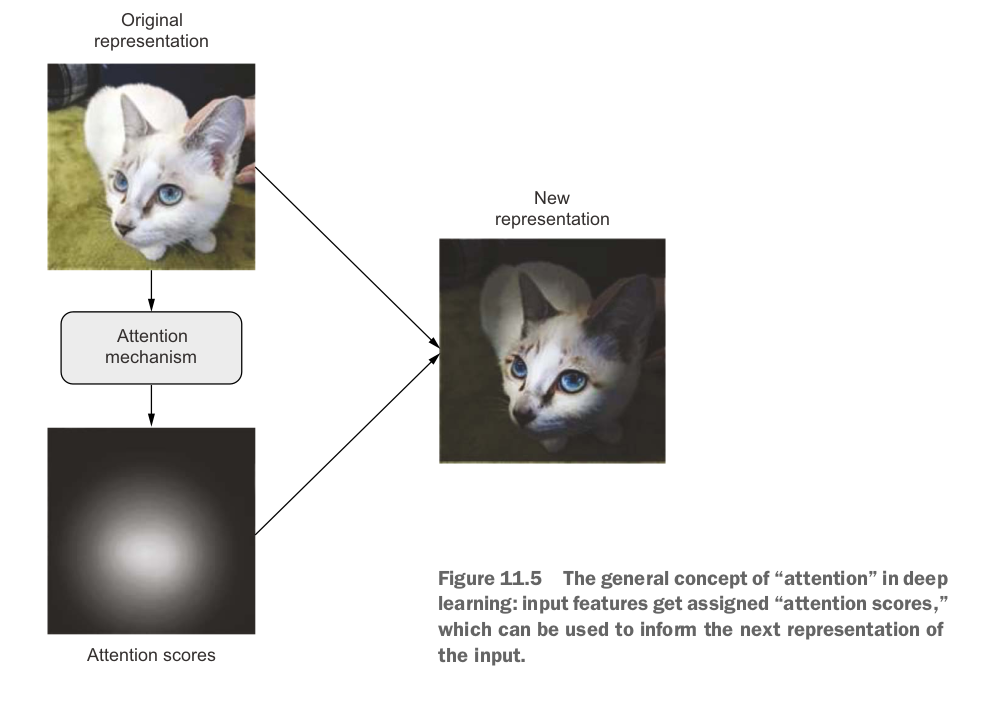 Original
representation
Attention
mechanism
Attention scores
New
representation
Figure 11.5 The general concept of “attention” in deep
learning: input features get assigned “attention scores,”
which can be used to inform the next representation of
the input.